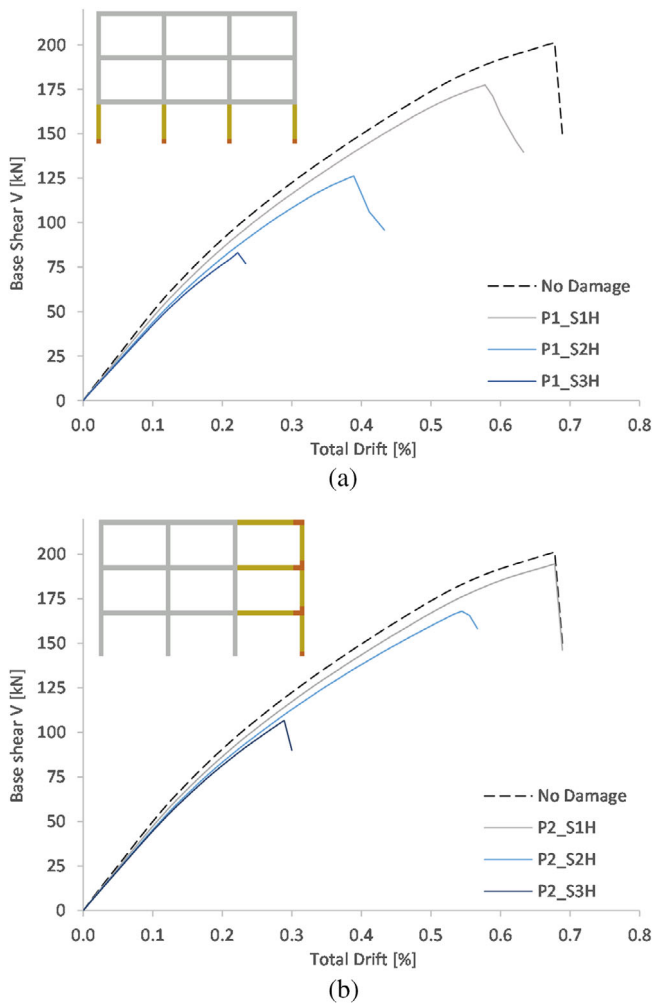 200
175
150
125
100
75
50
25
0
Base Shear V [kN]
No Damage
P1_S1H
P1_S2H
P1_S3H
0.0 0.1 0.2 0.3 0.4 0.5 0.6 0.7 0.8
Total Drift [%]
(a)
200
175
150
125
100
75
50
25
0
Base shear V [kN]
No Damage
P2_S1H
P2_S2H
P2_S3H
0.0 0.1 0.2 0.3 0.4 0.5 0.6 0.7 0.8
Total Drift [%]
(b)